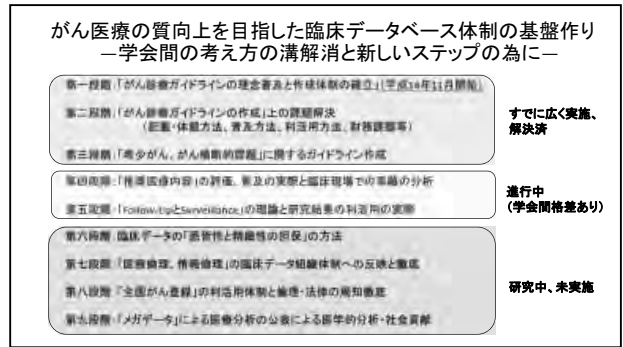 がん医療の質向上を目指した臨床データベース体制の基盤作り
―学会間の考え方の溝解消と新しいステップの為に―
第一段階:「がん診療ガイドラインの理念普及と作成体制の確立」(平成16年11月開始)
第二段階:「がん診療ガイドラインの作成」上の課題解決
(記載・体裁方法、普及方法、利活用方法、財務課題等)
第三段階:「希少がん、がん横断的課題」に関するガイドライン作成
すでに広く実施、
解決済
第四段階:「推奨医療内容」の評価、普及の実態と臨床現場での乖離の分析
第五段階:「Follow-upとSurveillance」の理論と研究結果の利活用の実際
進行中
(学会間格差あり)
第六段階:臨床データの「悉皆性と精緻性の担保」の方法
第七段階:「医療倫理、情報倫理」の臨床データ組織体制への反映と徹底
第八段階:「全国がん登録」の利活用体制と倫理・法律の周知徹底
第九段階:「メガデータ」による医療分析の公表による医学的分析・社会貢献
研究中、未実施